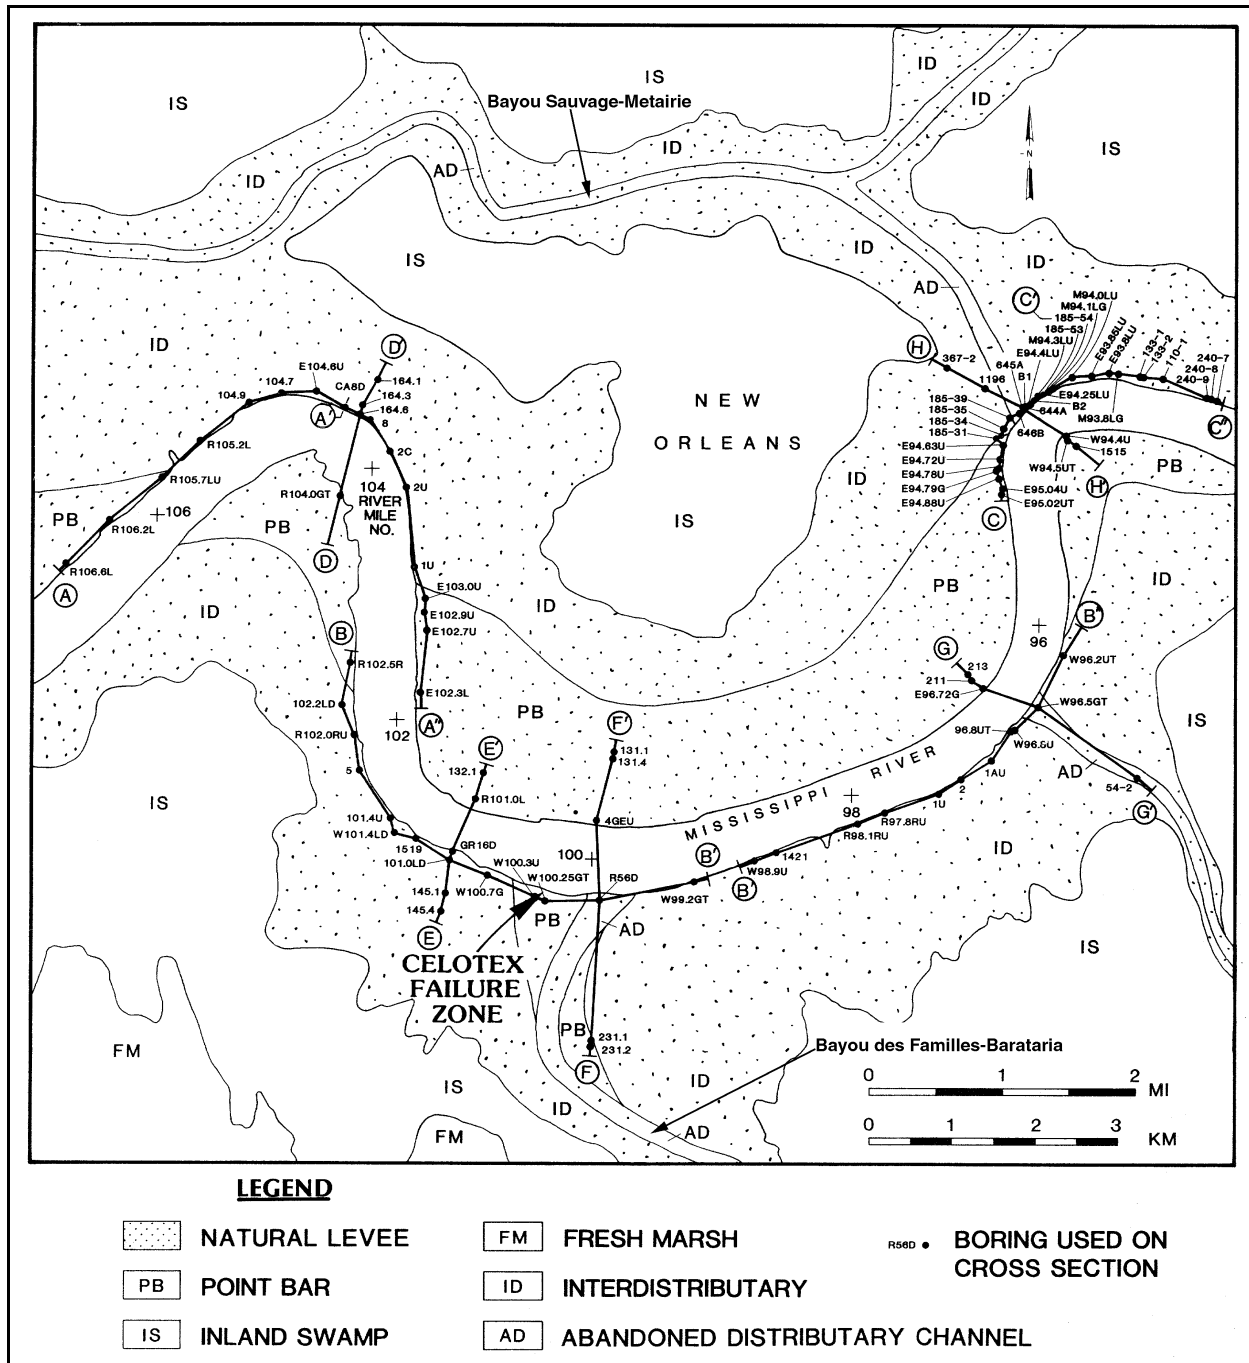 ID
IS
Bayou Sauvage-Metairie
IS
ID
ID
IS
N
AD
ID
IS
ID
ID
AD
C'
M94.0LU
M94.1LG
185-54
185-53
M94.3LU
E94.4LU
645A
B1
E93.85LU
E93.8LU
133-1
133-2
110-1
240-7
240-8
240-9
ID
D'
H
367-2
1196
E104.6U
CA8D
164.1
164.3
164.6
104.7
104.9
A'
8
E94.25LU
B2
644A
M93.8LG
646B
C"
NEW
ORLEANS
185-39
185-35
185-34
185-31
E94.63U
E94.72U
E94.78U
E94.79G
E94.88U
W94.4U
1515
W94.5UT
H'
PB
E95.04U
E95.02UT
C
R105.2L
R105.7LU
2C
2U
104
RIVER
MILE
NO.
R104.0GT
ID
IS
PB
106
R106.2L
R106.6L
A
PB
D
1U
E103.0U
E102.9U
E102.7U
ID
ID
PB
ID
B
R102.5R
102.2LD
R102.0RU
E102.3L
A"
102
96
B"
W96.2UT
G
213
211
E96.72G
W96.5GT
96.8UT
W96.5U
IS
PB
F'
131.1
131.4
E'
132.1
R101.0L
5
IS
101.4U
W101.4LD
1519
101.0LD
GR16D
4GEU
MISSISSIPPI RIVER
98
1AU
2
1U
R97.8RU
R98.1RU
AD
54-2
G'
ID
100
W100.3U
W100.25GT
R56D
W100.7G
B'
B'
1421
W98.9U
W99.2GT
145.1
145.4
E
PB
AD
IS
CELOTEX
FAILURE
ZONE
PB
231.1
231.2
F
FM
IS
ID
FM
ID
AD
Bayou des Familles-Barataria
0 1 2
MI
0 1 2 3
KM
LEGEND
NATURAL LEVEE
FM FRESH MARSH
R56D BORING USED ON
CROSS SECTION
PB POINT BAR
ID INTERDISTRIBUTARY
IS INLAND SWAMP
AD ABANDONED DISTRIBUTARY CHANNEL